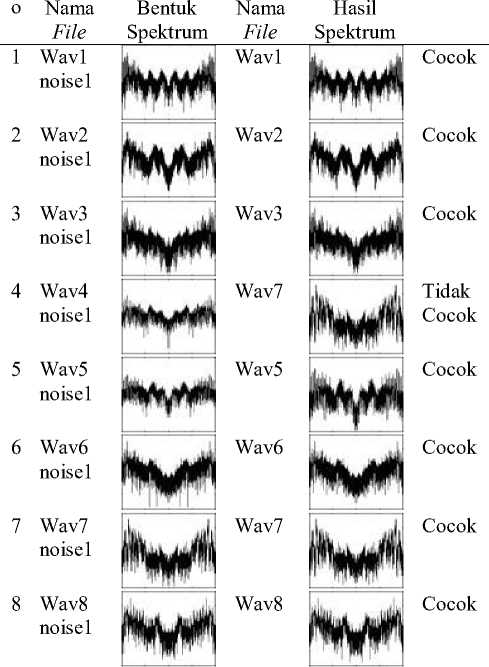 o Nama Bentuk Nama Hasil
File Spektrum File Spektrum
1 Wav1 Wav1 Cocok
noise1
2 Wav2 Wav2 Cocok
noise1
3 Wav3 Wav3 Cocok
noise1
4 Wav4 Wav7 Tidak
noise1 Cocok
5 Wav5 Wav5 Cocok
noise1
6 Wav6 Wav6 Cocok
noise1
7 Wav7 Wav7 Cocok
noise1
8 Wav8 Wav8 Cocok
noise1